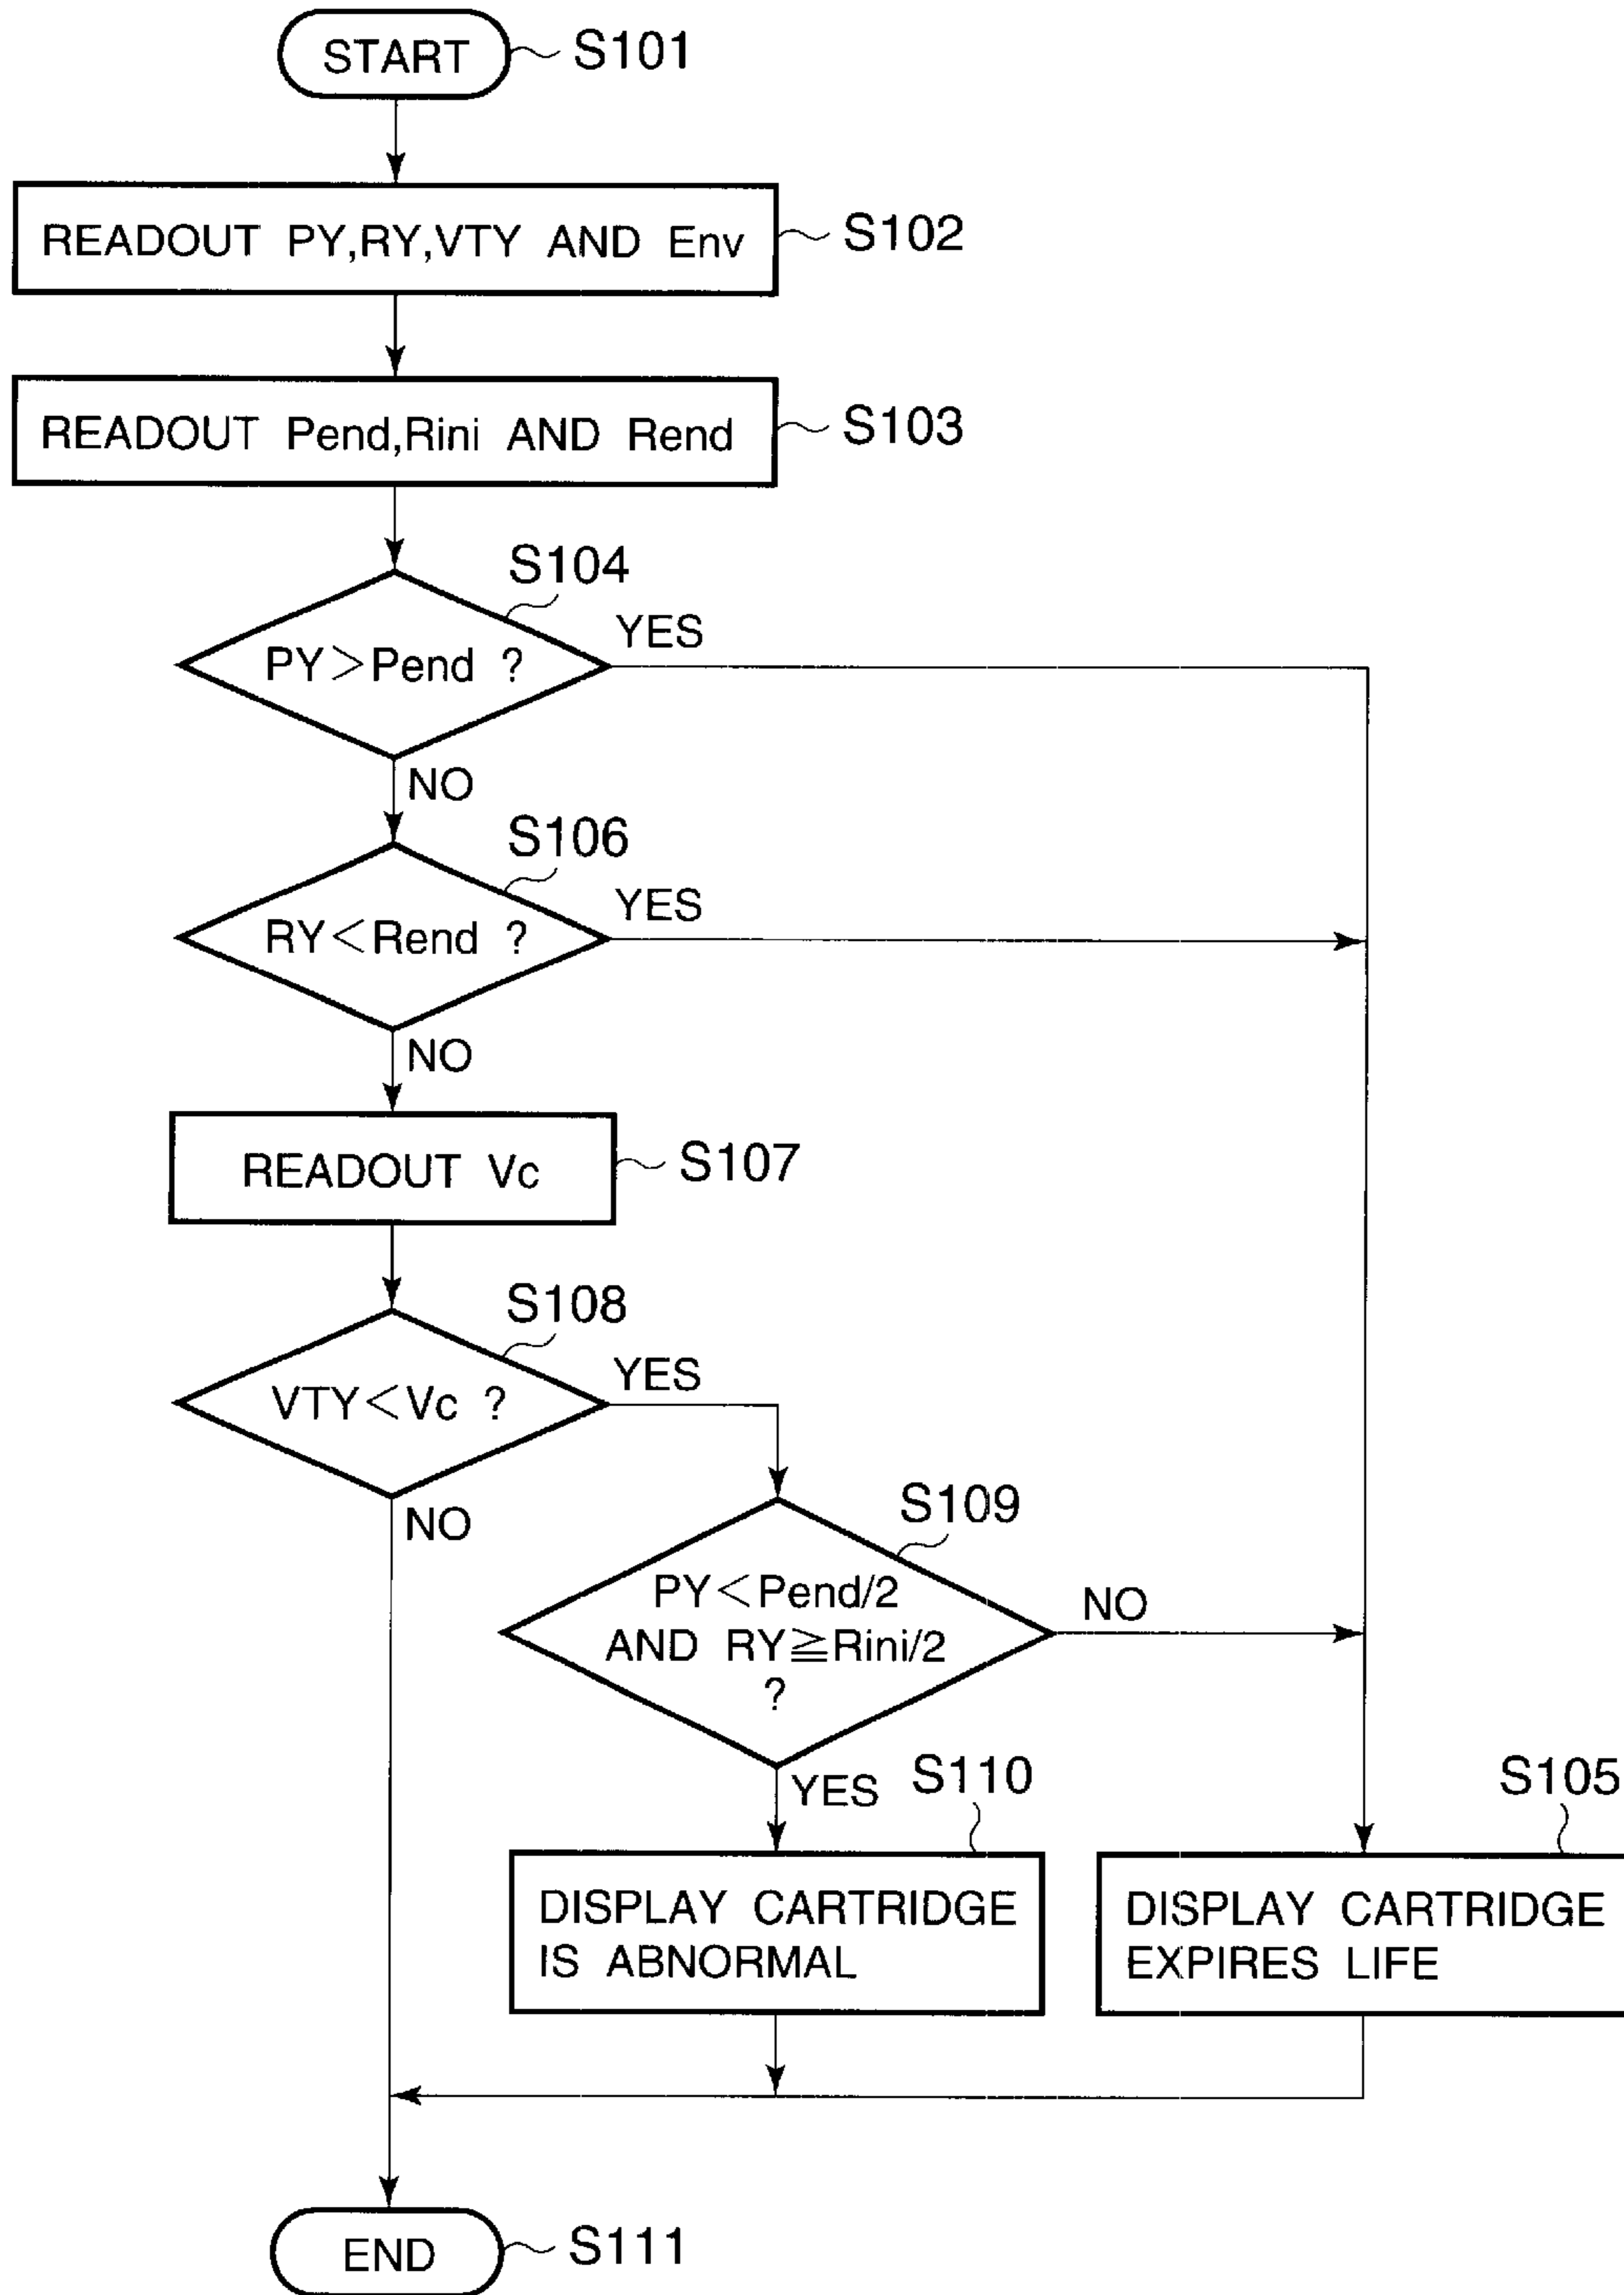 START
S101
READOUT PY,RY,VTY AND Env
S102
READOUT Pend,Rini AND Rend
S103
S104
PY>Pend ?
YES
NO
S106
RY<Rend ?
YES
NO
READOUT Vc
S107
S108
VTY<Vc ?
YES
NO
S109
PY<Pend/2
AND RY≧Rini/2
?
NO
YES
S110
S105
DISPLAY CARTRIDGE
IS ABNORMAL
DISPLAY CARTRIDGE
EXPIRES LIFE
END
S111